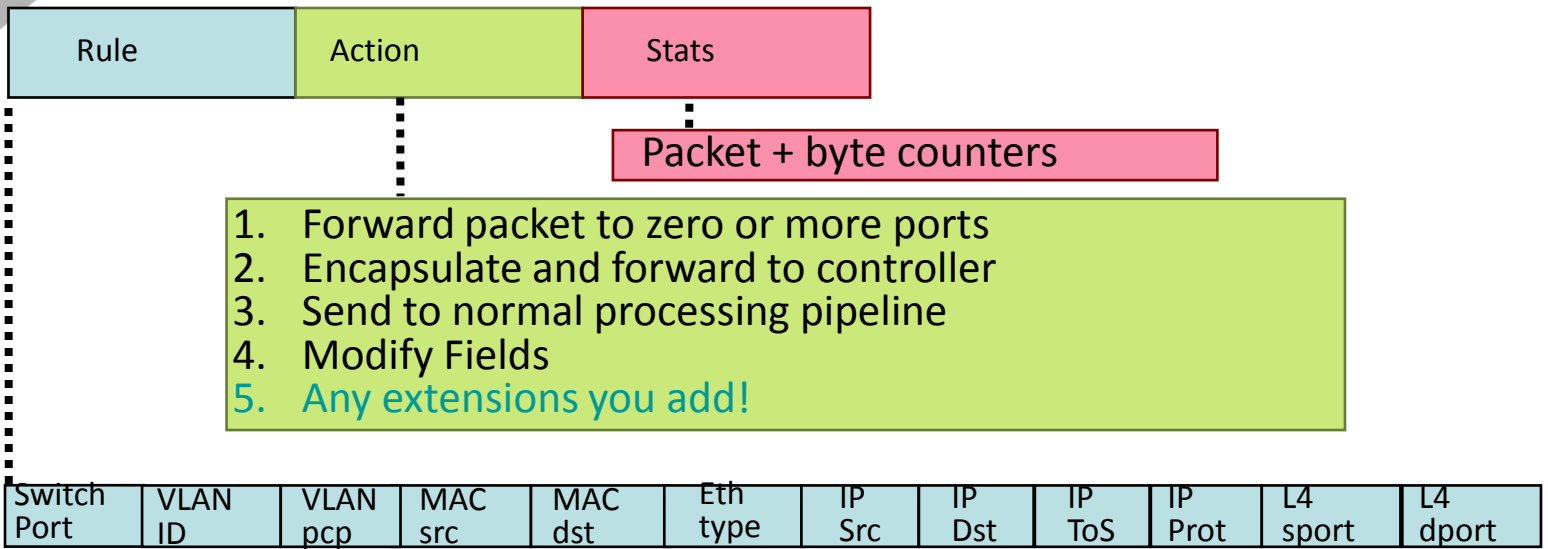 Rule Action Stats
Packet + byte counters
1. Forward packet to zero or more ports
2. Encapsulate and forward to controller
3. Send to normal processing pipeline
4. Modify Fields
5. Any extensions you add!
Switch VLAN VLAN MAC MAC Eth IP IP IP IP L4 L4
Port ID pcp src dst type Src Dst ToS Prot sport dport